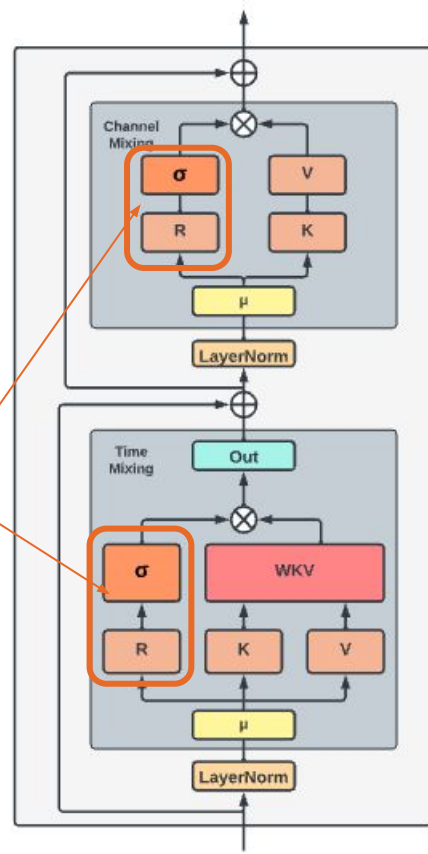 Channel
Mixing
σ
V
R
K
μ
LayerNorm
Time
Mixing
Out
σ
WKV
R
K
V
μ
LayerNorm